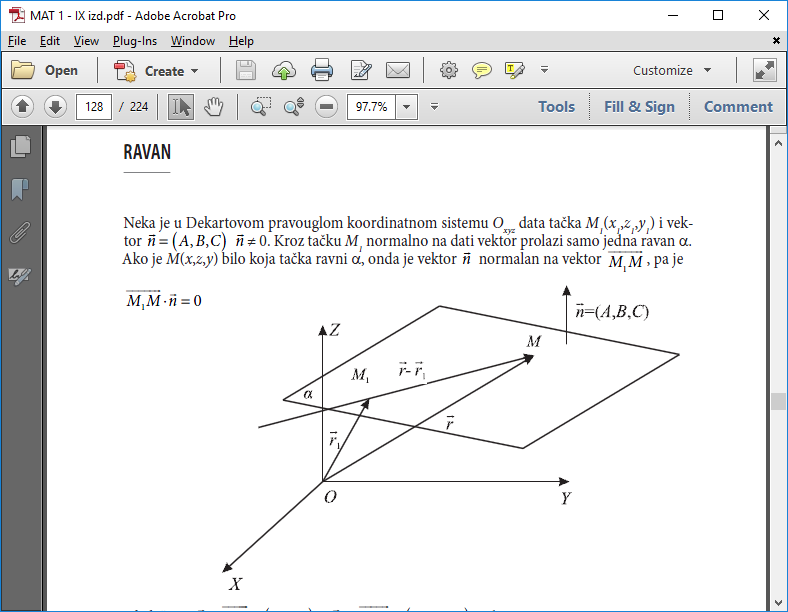 MAT 1 - IX izd.pdf - Adobe Acrobat Pro
File Edit View Plug-Ins Window Help
Open Create Customize
128 / 224 97.7% Tools Fill & Sign Comment
RAVAN
Neka je u Dekartovom pravouglom koordinatnom sistemu Oxyz data tačka M1(x1,z1,y1) i vek-
tor n⃗ = (A, B, C) n⃗ ≠ 0. Kroz tačku M1 normalno na dati vektor prolazi samo jedna ravan α.
Ako je M(x,z,y) bilo koja tačka ravni α, onda je vektor n⃗ normalan na vektor M₁M, pa je
M₁M · n⃗ = 0
n⃗=(A,B,C)
Z
M
M₁
r⃗- r⃗₁
α
r⃗
r⃗₁
O
Y
X